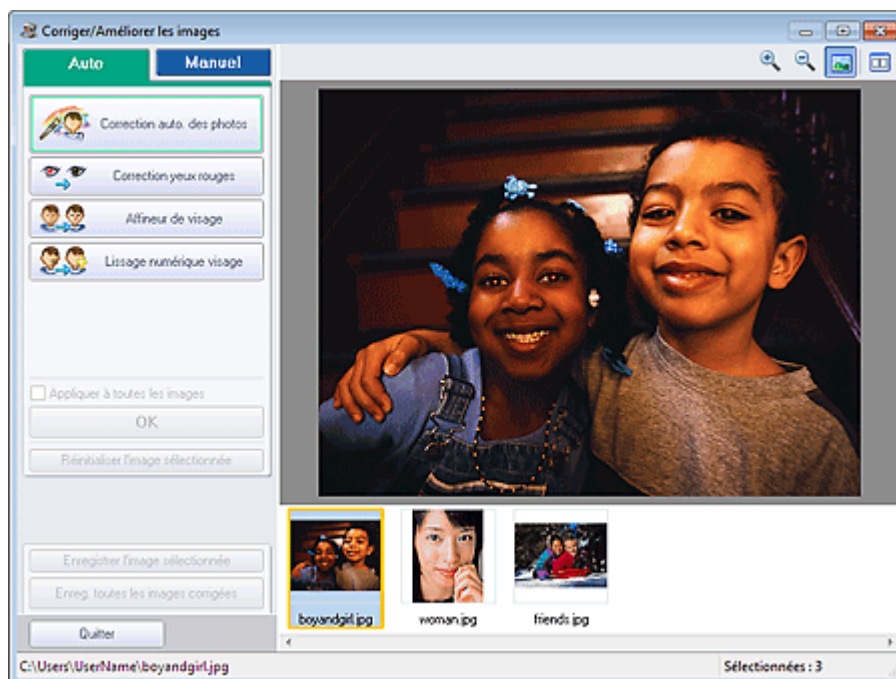 Corriger/Améliorer les images
Auto
Manuel
Correction auto. des photos
Correction yeux rouges
Affineur de visage
Lissage numérique visage
Appliquer à toutes les images
OK
Réinitialiser l'image sélectionnée
Enregistrer l'image sélectionnée
Enreg. toutes les images corrigées
Quitter
boyandgirl.jpg
woman.jpg
friends.jpg
C:\Users\UserName\boyandgirl.jpg
Sélectionnées : 3